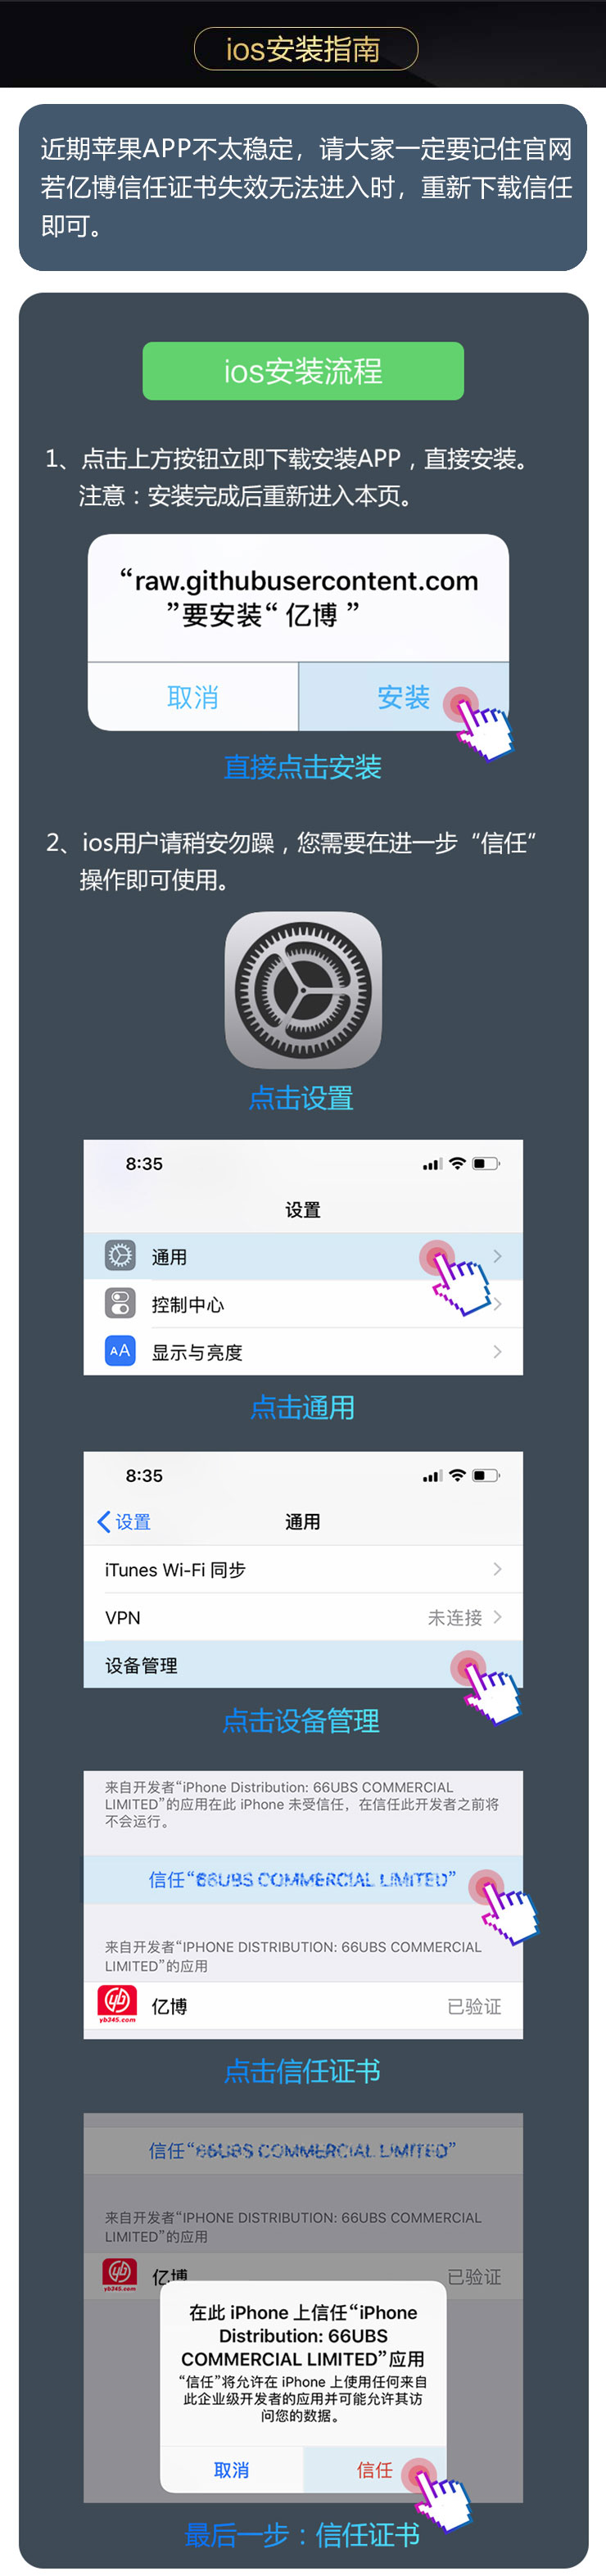 ios安装指南
近期苹果APP不太稳定，请大家一定要记住官网
若亿博信任证书失效无法进入时，重新下载信任
即可。
ios安装流程
1、点击上方按钮立即下载安装APP，直接安装。
注意：安装完成后重新进入本页。
“raw.githubusercontent.com
”要安装“亿博”
取消
安装
直接点击安装
2、ios用户请稍安勿躁，您需要在进一步“信任”
操作即可使用。
点击设置
8:35
设置
通用
控制中心
AA
显示与亮度
点击通用
8:35
设置
通用
iTunes Wi-Fi 同步
VPN
未连接
设备管理
点击设备管理
来自开发者“iPhone Distribution: 66UBS COMMERCIAL
LIMITED”的应用在此 iPhone 未受信任，在信任此开发者之前将
不会运行。
信任“66UBS COMMERCIAL LIMITED”
来自开发者“IPHONE DISTRIBUTION: 66UBS COMMERCIAL
LIMITED”的应用
yb
yb345.com
亿博
已验证
点击信任证书
信任“66UBS COMMERCIAL LIMITED”
来自开发者“IPHONE DISTRIBUTION: 66UBS COMMERCIAL
LIMITED”的应用
yb
yb345.com
亿博
已验证
在此 iPhone 上信任“iPhone
Distribution: 66UBS
COMMERCIAL LIMITED”应用
“信任”将允许在 iPhone 上使用任何来自
此企业级开发者的应用并可能允许其访
问您的数据。
取消
信任
最后一步：信任证书